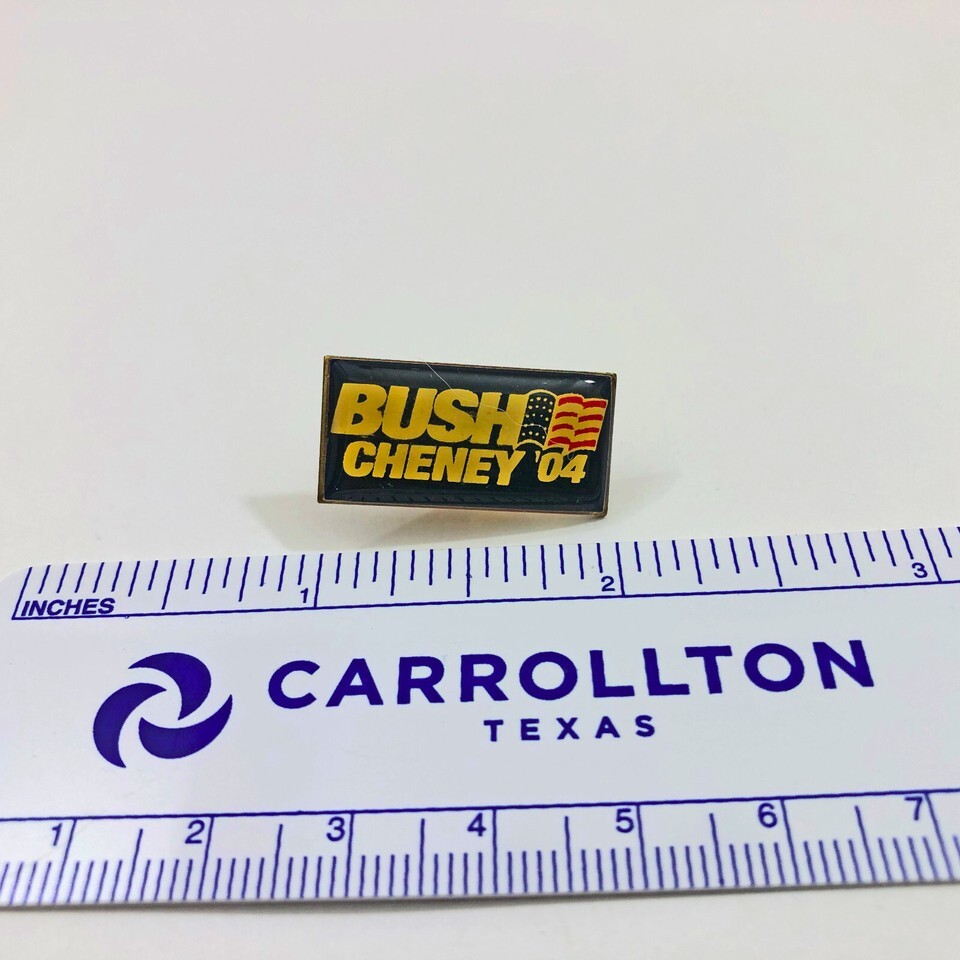 BUSH
CHENEY '04
1 2 3
INCHES
CARROLLTON
TEXAS
1 2 3 4 5 6 7